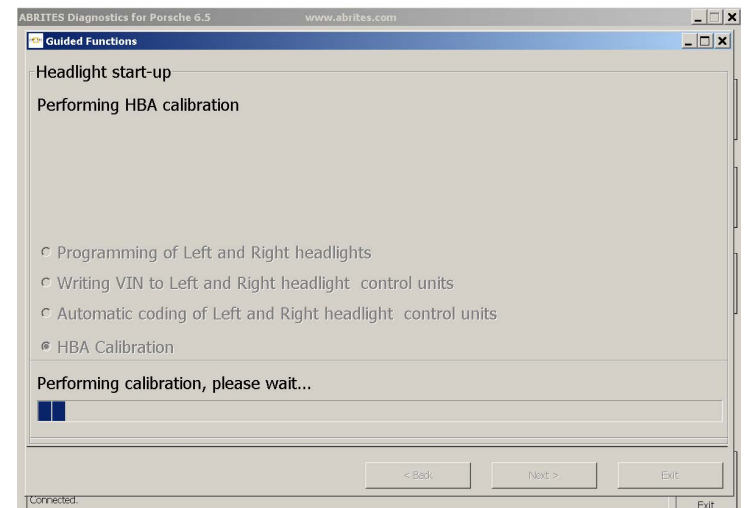 ABRITES Diagnostics for Porsche 6.5 www.abrites.com
Guided Functions
Headlight start-up
Performing HBA calibration
Programming of Left and Right headlights
Writing VIN to Left and Right headlight control units
Automatic coding of Left and Right headlight control units
HBA Calibration
Performing calibration, please wait...
< Back Next > Exit
Connected.
Exit